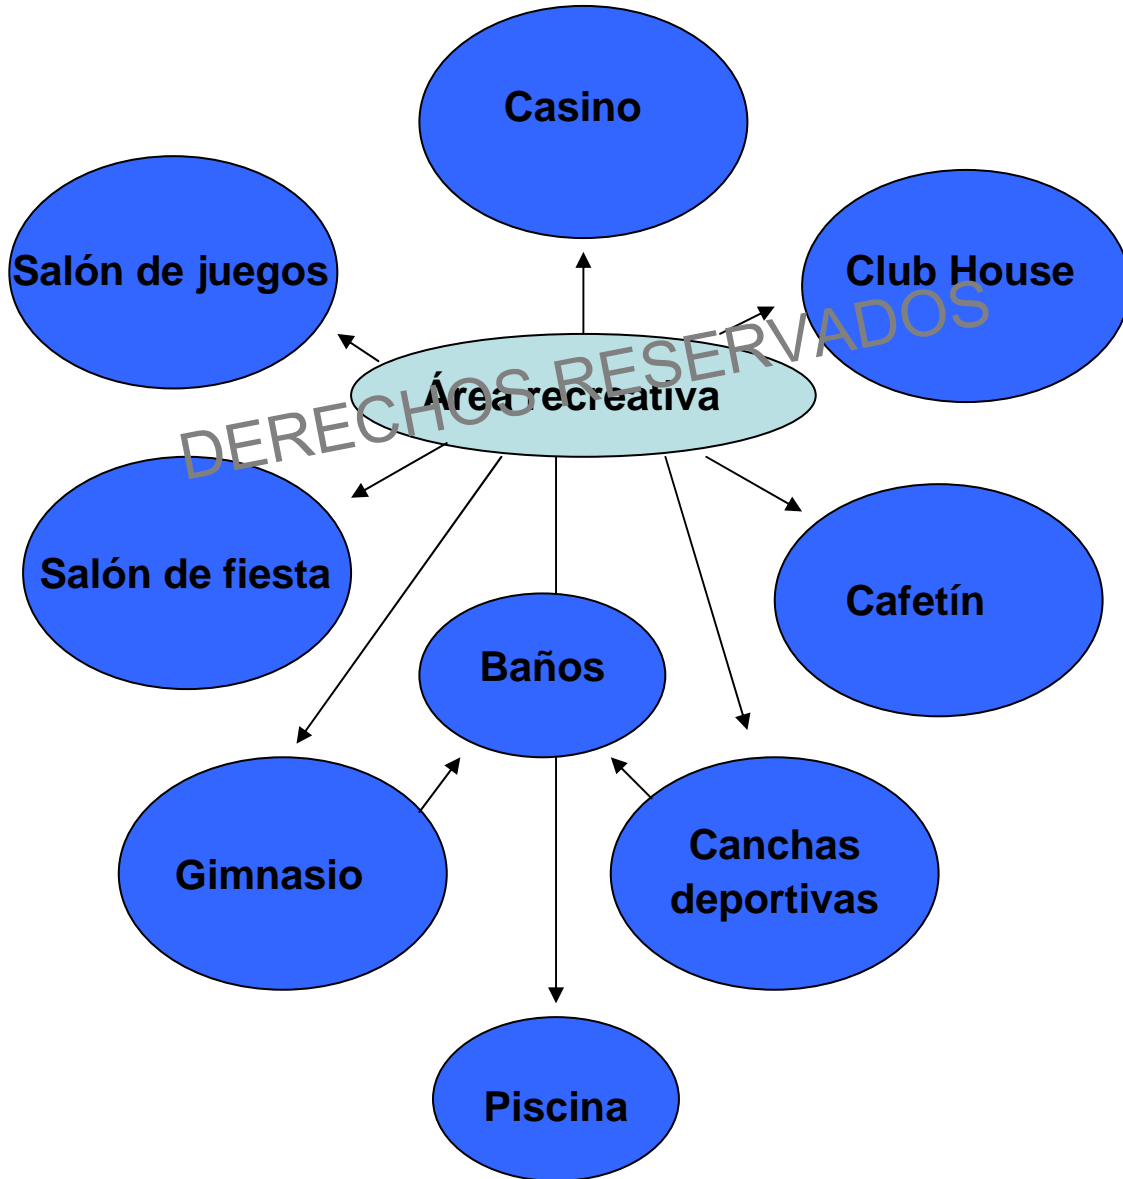 Casino
Salón de juegos
Club House
DERECHOS RESERVADOS
Área recreativa
Salón de fiesta
Cafetín
Baños
Gimnasio
Canchas
deportivas
Piscina